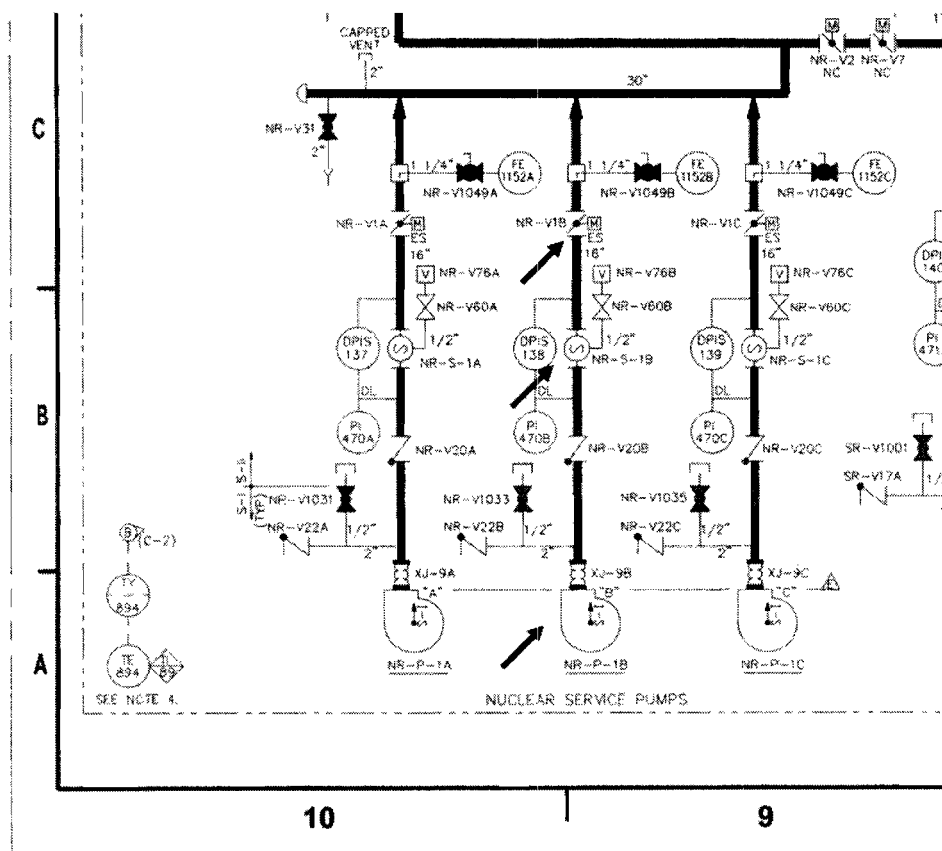 CAPPED
VENT
2"
30"
M
M
NR-V2
NC
NR-V7
NC
C
NR-V31
2"
1 1/4"
FE
1152A
NR-V1049A
1 1/4"
FE
1152B
NR-V1049B
1 1/4"
FE
1152C
NR-V1049C
NR-V1A
M
ES
16"
NR-V1B
M
ES
16"
NR-V1C
M
ES
16"
V
NR-V76A
V
NR-V76B
V
NR-V76C
NR-V60A
NR-V60B
NR-V60C
DPIS
137
1/2"
NR-S-1A
DPIS
138
1/2"
NR-S-1B
DPIS
139
1/2"
NR-S-1C
B
DL
DL
DL
PI
470A
PI
470B
PI
470C
NR-V20A
NR-V20B
NR-V20C
SR-V1001
SR-V17A
S-I
S-II
(TYP)
NR-V1031
NR-V22A
1/2"
2"
NR-V1033
NR-V22B
1/2"
2"
NR-V1035
NR-V22C
1/2"
2"
(C-2)
XJ-9A
XJ-9B
XJ-9C
TY
894
"A"
S-I
"B"
S-I
"C"
S-I
A
TE
894
NR-P-1A
NR-P-1B
NR-P-1C
SEE NOTE 4.
NUCLEAR SERVICE PUMPS
10
9